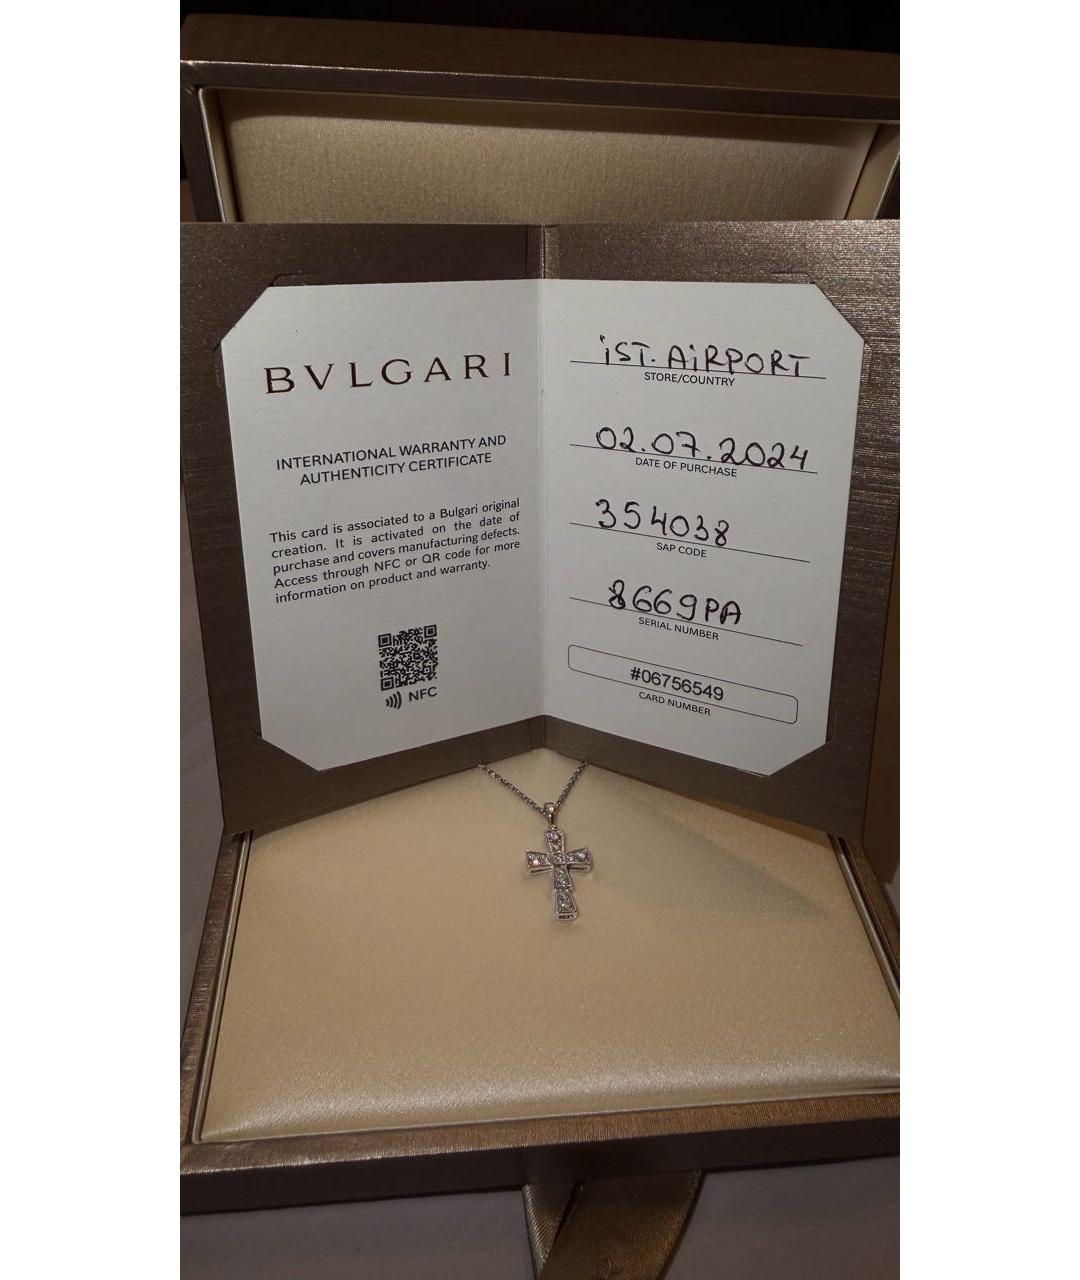 BVLGARI
INTERNATIONAL WARRANTY AND
AUTHENTICITY CERTIFICATE
This card is associated to a Bulgari original
creation. It is activated on the date of
purchase and covers manufacturing defects.
Access through NFC or QR code for more
information on product and warranty.
NFC
iST. AiRPORT
STORE/COUNTRY
02.07.2024
DATE OF PURCHASE
354038
SAP CODE
8669PA
SERIAL NUMBER
#06756549
CARD NUMBER